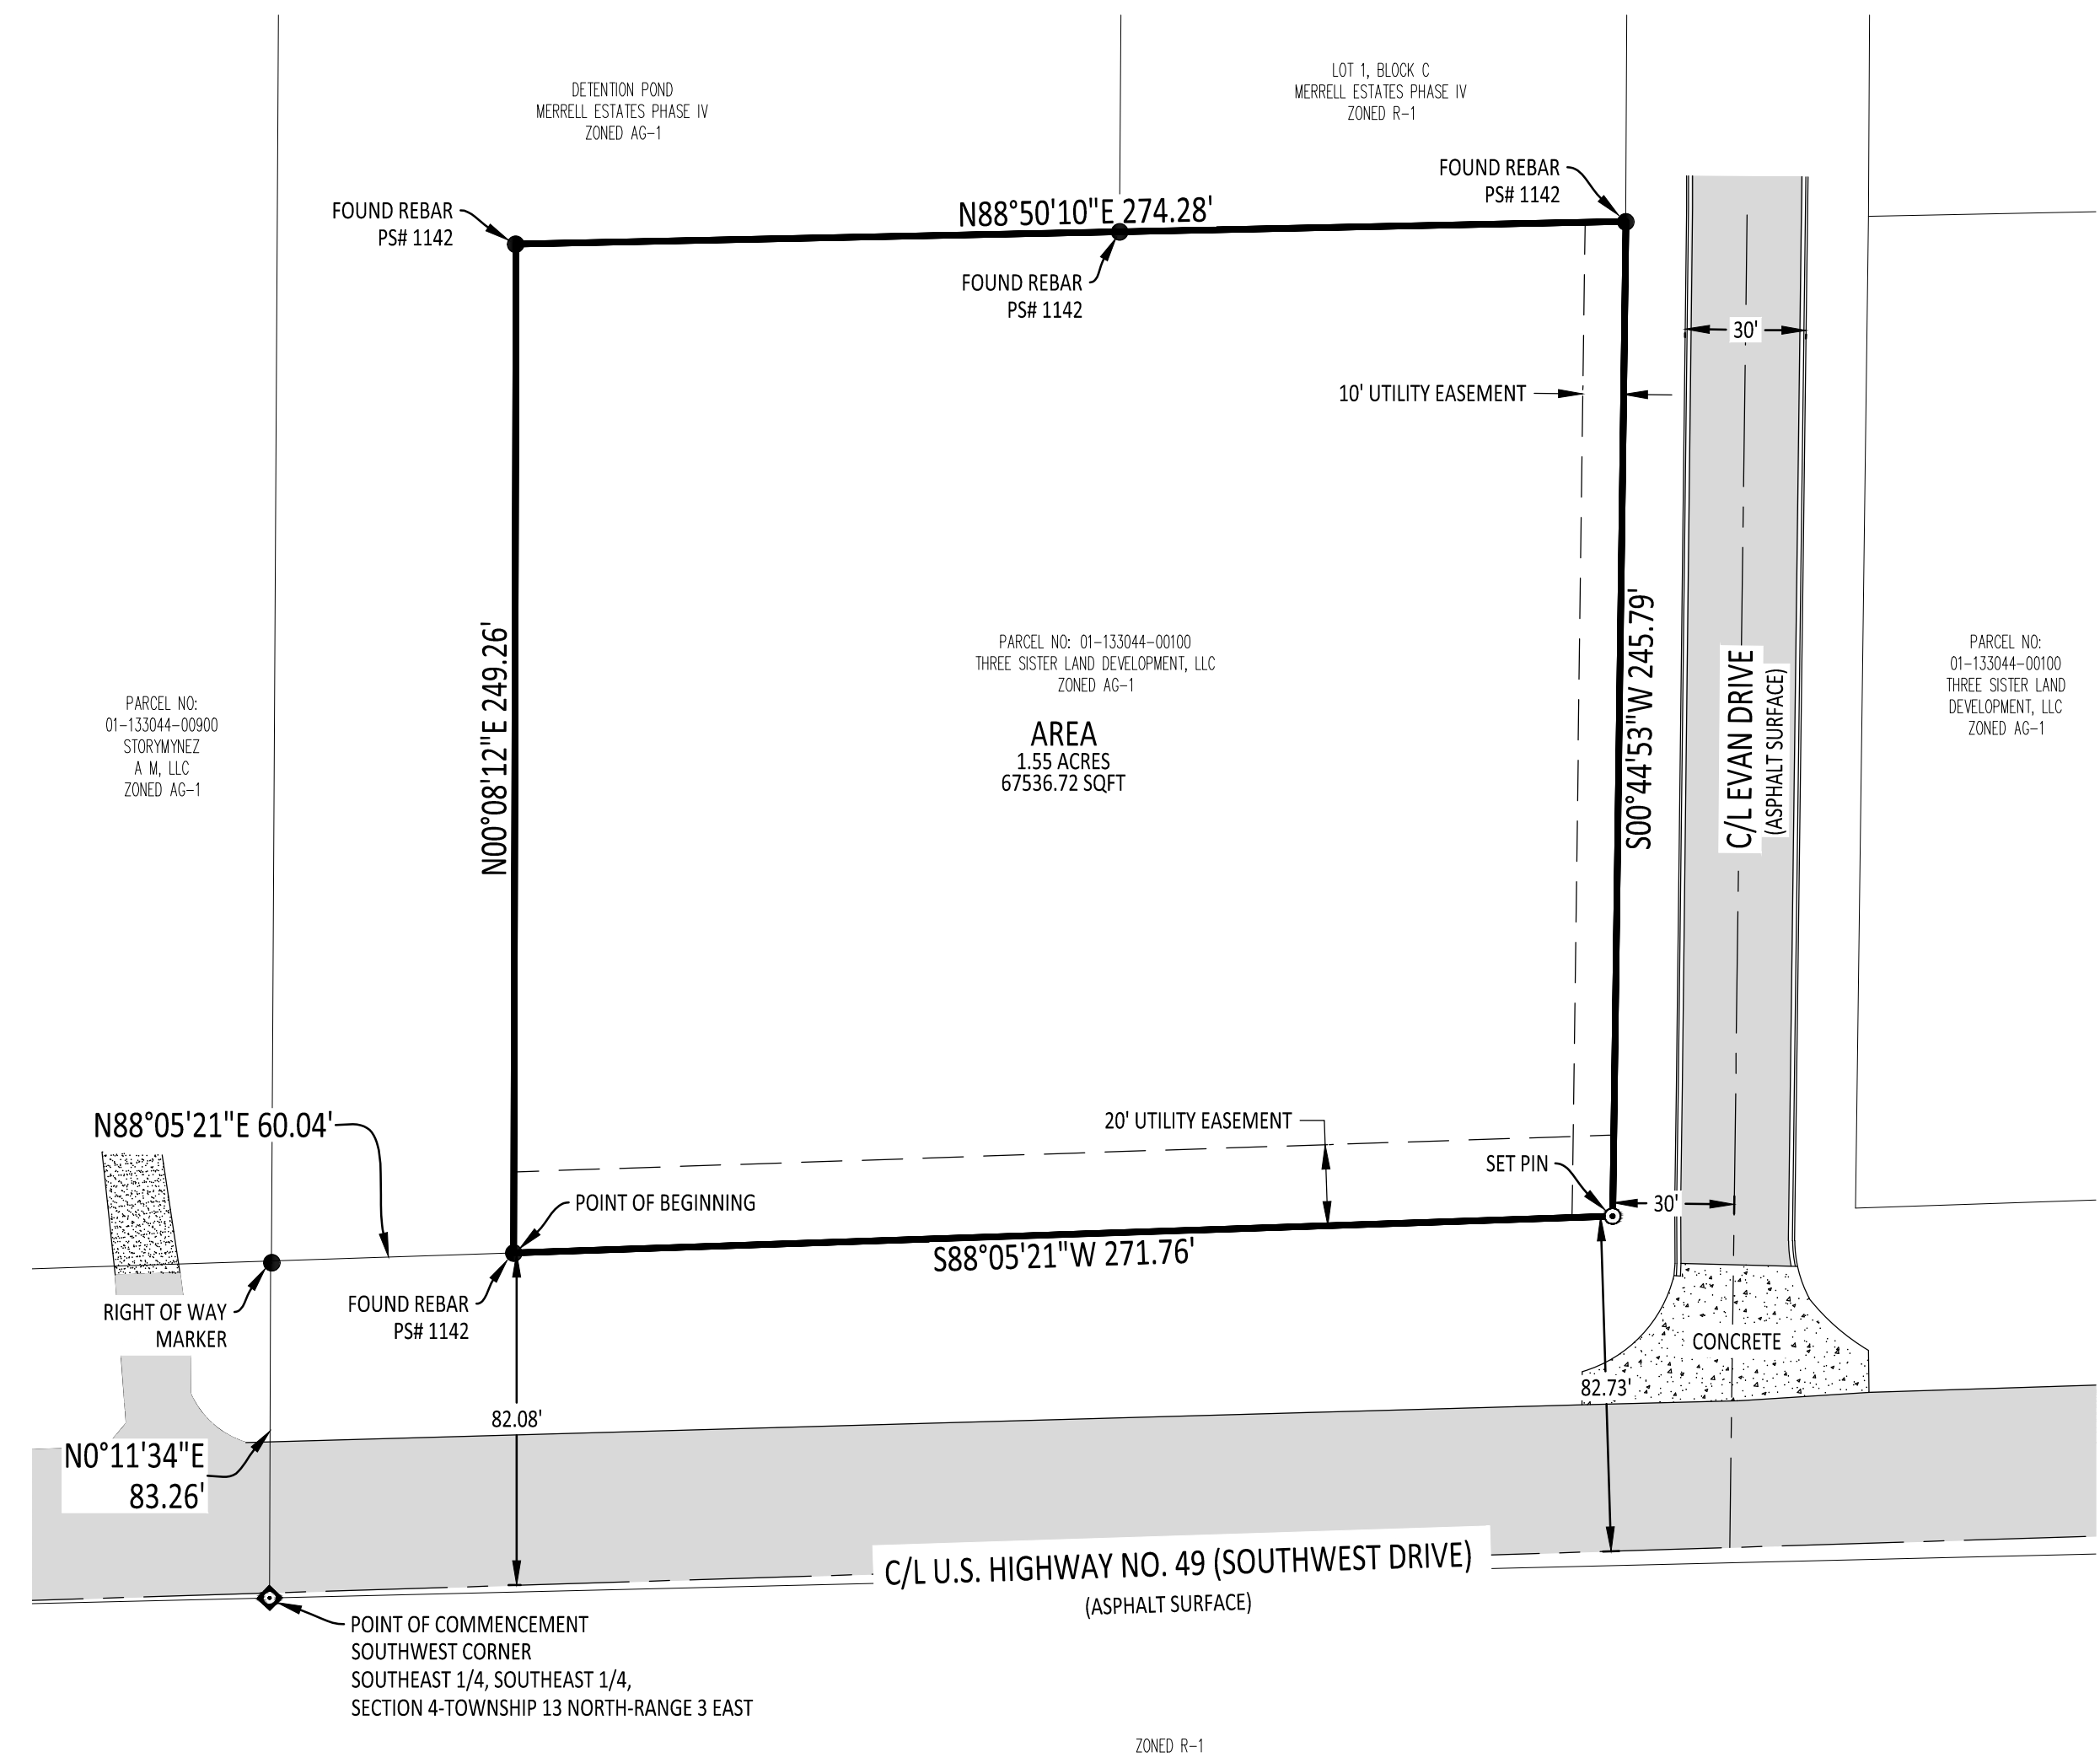 DETENTION POND
MERRELL ESTATES PHASE IV
ZONED AG-1
LOT 1, BLOCK C
MERRELL ESTATES PHASE IV
ZONED R-1
FOUND REBAR
PS# 1142
FOUND REBAR
PS# 1142
N88°50'10"E 274.28'
FOUND REBAR
PS# 1142
30'
10' UTILITY EASEMENT
N00°08'12"E 249.26'
S00°44'53"W 245.79'
PARCEL NO: 01-133044-00100
THREE SISTER LAND DEVELOPMENT, LLC
ZONED AG-1
AREA
1.55 ACRES
67536.72 SQFT
C/L EVAN DRIVE
(ASPHALT SURFACE)
PARCEL NO:
01-133044-00100
THREE SISTER LAND
DEVELOPMENT, LLC
ZONED AG-1
PARCEL NO:
01-133044-00900
STORYMYNEZ
A M, LLC
ZONED AG-1
N88°05'21"E 60.04'
20' UTILITY EASEMENT
SET PIN
POINT OF BEGINNING
30'
S88°05'21"W 271.76'
RIGHT OF WAY
MARKER
FOUND REBAR
PS# 1142
CONCRETE
82.73'
82.08'
N0°11'34"E
83.26'
C/L U.S. HIGHWAY NO. 49 (SOUTHWEST DRIVE)
(ASPHALT SURFACE)
POINT OF COMMENCEMENT
SOUTHWEST CORNER
SOUTHEAST 1/4, SOUTHEAST 1/4,
SECTION 4-TOWNSHIP 13 NORTH-RANGE 3 EAST
ZONED R-1